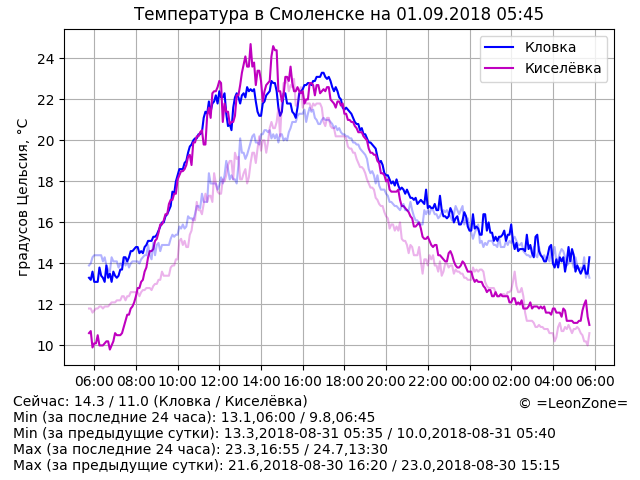 Температура в Смоленске на 01.09.2018 05:45
Кловка
Киселёвка
градусов Цельсия, °C
24
22
20
18
16
14
12
10
06:00 08:00 10:00 12:00 14:00 16:00 18:00 20:00 22:00 00:00 02:00 04:00 06:00
Сейчас: 14.3 / 11.0 (Кловка / Киселёвка)
© =LeonZone=
Min (за последние 24 часа): 13.1,06:00 / 9.8,06:45
Min (за предыдущие сутки): 13.3,2018-08-31 05:35 / 10.0,2018-08-31 05:40
Max (за последние 24 часа): 23.3,16:55 / 24.7,13:30
Max (за предыдущие сутки): 21.6,2018-08-30 16:20 / 23.0,2018-08-30 15:15